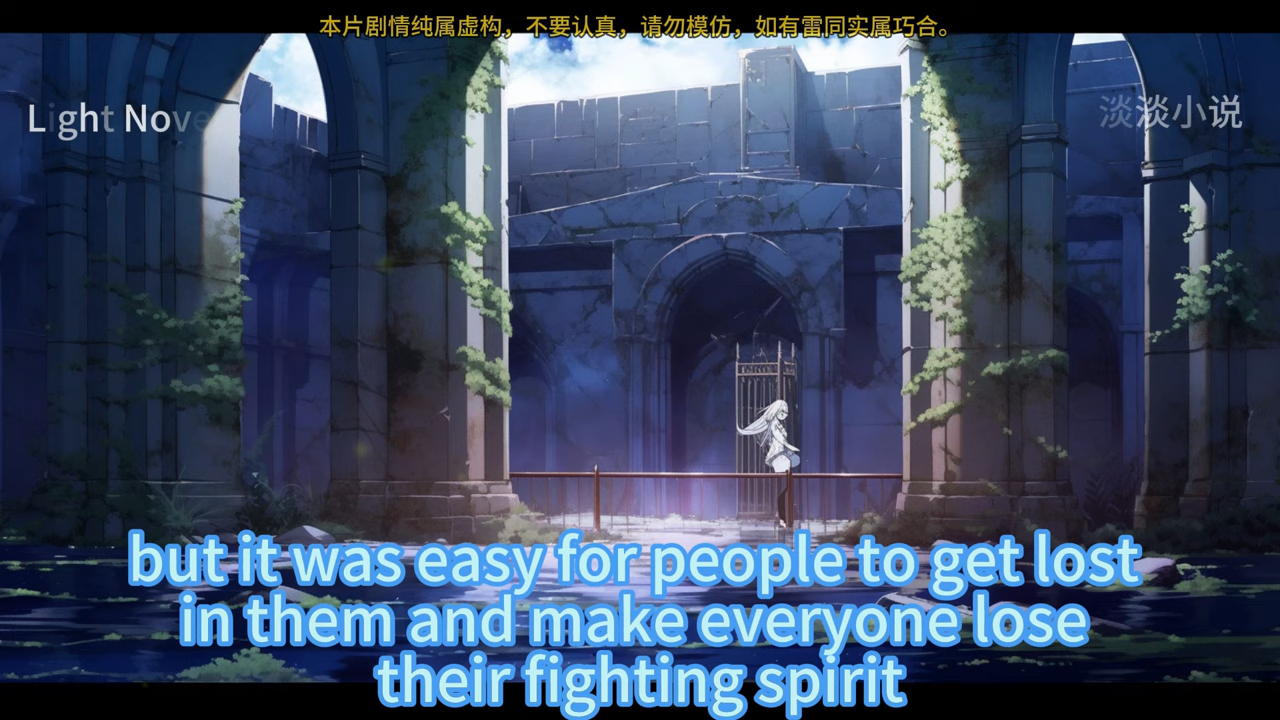 本片剧情纯属虚构，不要认真，请勿模仿，如有雷同实属巧合。
Light Nove
淡淡小说
but it was easy for people to get lost
in them and make everyone lose
their fighting spirit